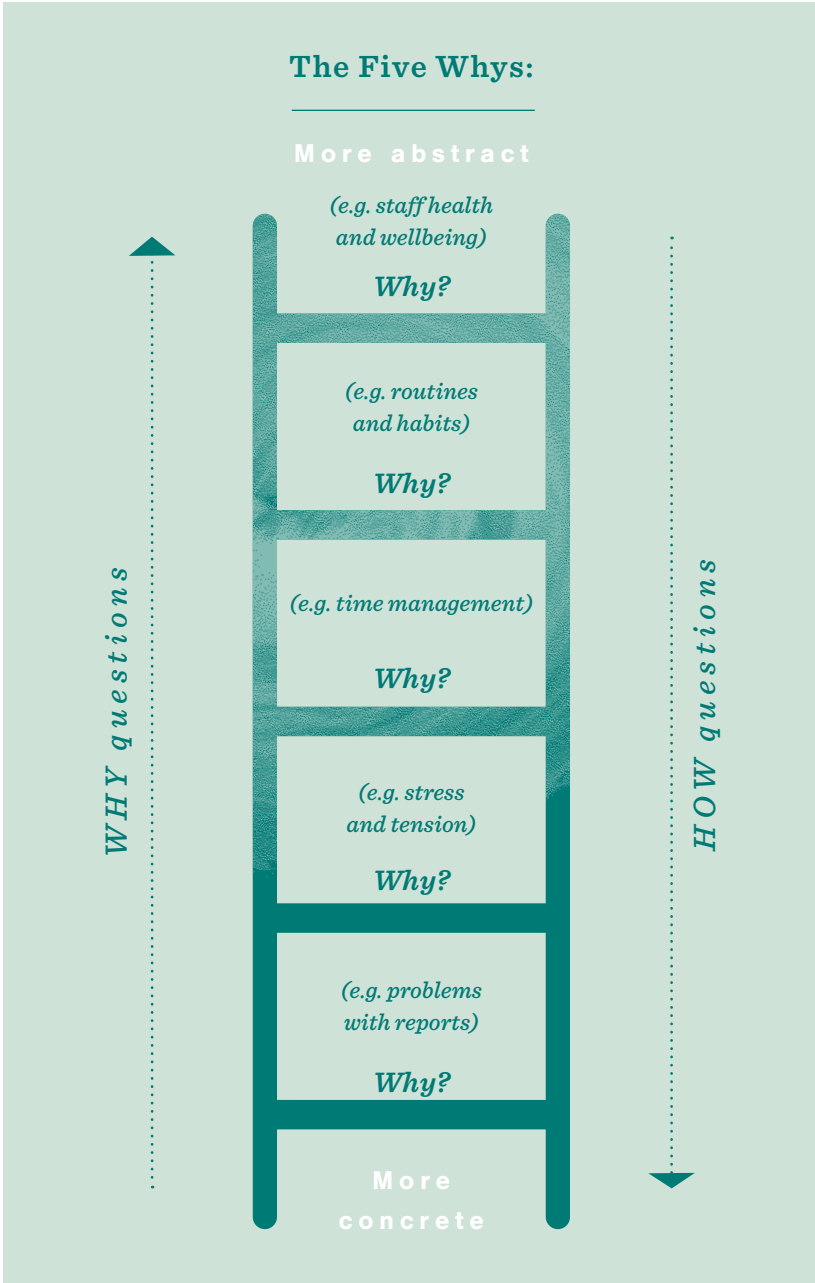 The Five Whys:
More abstract
(e.g. staff health
and wellbeing)
Why?
(e.g. routines
and habits)
Why?
(e.g. time management)
Why?
(e.g. stress
and tension)
Why?
(e.g. problems
with reports)
Why?
More
concrete
WHY questions
HOW questions